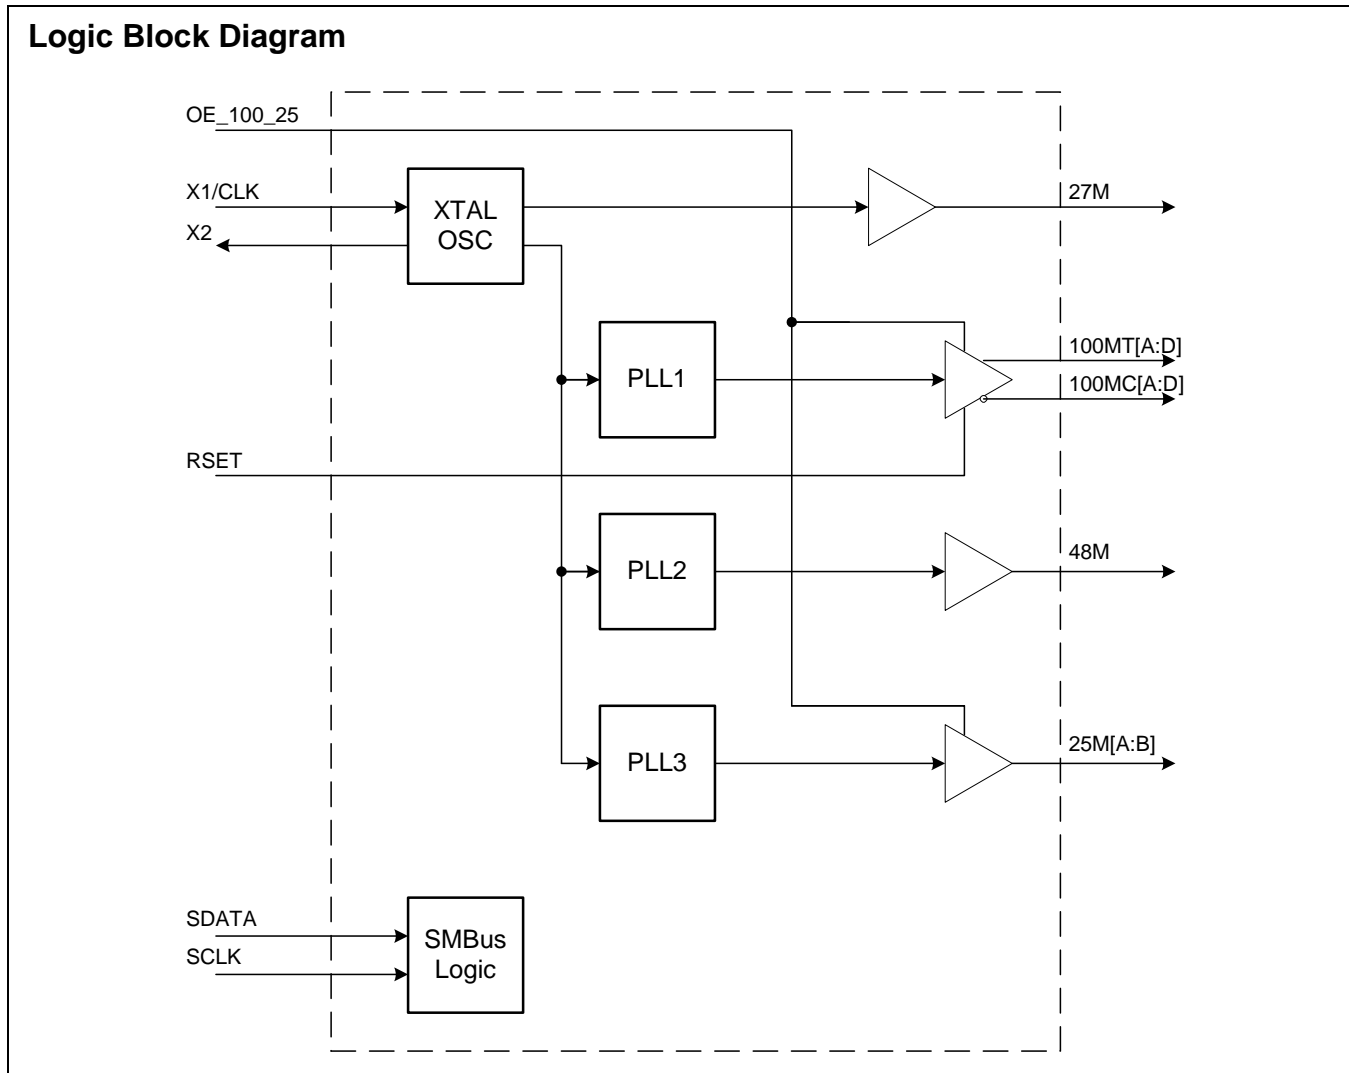 Logic Block Diagram
OE_100_25
X1/CLK
X2
XTAL
OSC
27M
PLL1
100MT[A:D]
100MC[A:D]
RSET
PLL2
48M
PLL3
25M[A:B]
SDATA
SCLK
SMBus
Logic